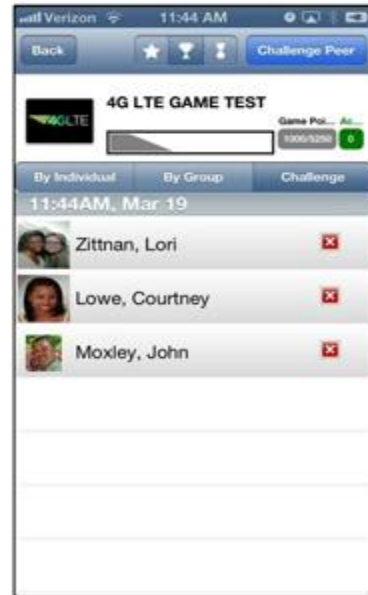 Verizon 11:44 AM
Back Challenge Peer
4G LTE GAME TEST
4GLTE
Game Poi... Ac...
1000/5250 0
By Individual By Group Challenge
11:44AM, Mar 19
Zittnan, Lori
Lowe, Courtney
Moxley, John